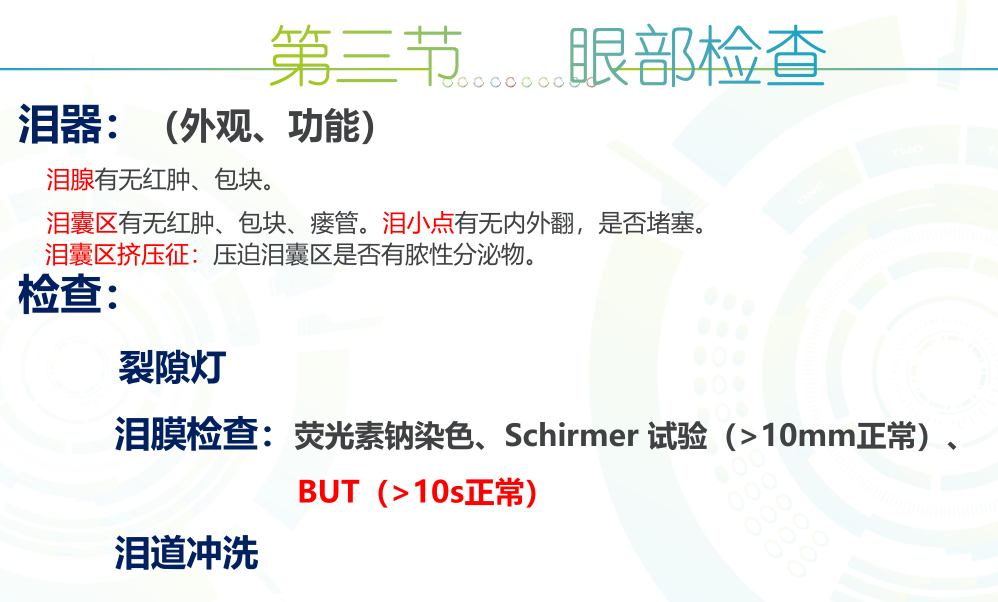 第三节 眼部检查
泪器：（外观、功能）
泪腺有无红肿、包块。
泪囊区有无红肿、包块、瘘管。泪小点有无内外翻，是否堵塞。
泪囊区挤压征：压迫泪囊区是否有脓性分泌物。
检查：
裂隙灯
泪膜检查：荧光素钠染色、Schirmer 试验（>10mm正常）、
BUT（>10s正常）
泪道冲洗
TWO